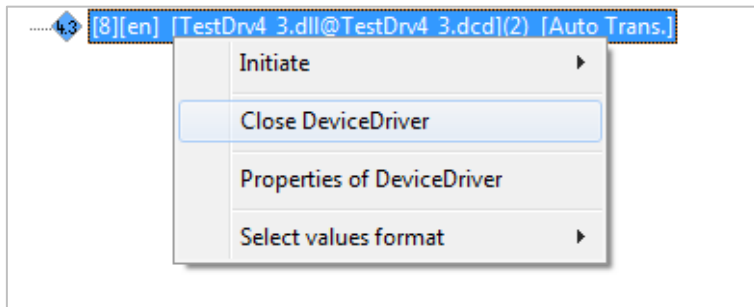 4.3 [8][en] [TestDrv4_3.dll@TestDrv4_3.dcd](2) [Auto Trans.]
Initiate
Close DeviceDriver
Properties of DeviceDriver
Select values format